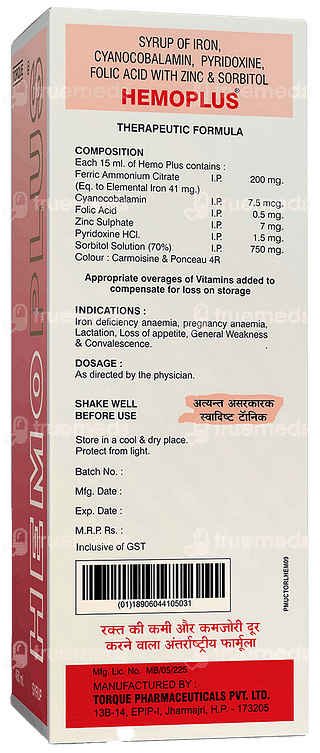 SYRUP OF IRON,
CYANOCOBALAMIN, PYRIDOXINE,
FOLIC ACID WITH ZINC & SORBITOL
HEMOPLUS®
THERAPEUTIC FORMULA
COMPOSITION
Each 15 ml. of Hemo Plus contains :
Ferric Ammonium Citrate I.P. 200 mg.
(Eq. to Elemental Iron 41 mg.)
Cyanocobalamin I.P. 7.5 mcg.
Folic Acid I.P. 0.5 mg.
Zinc Sulphate I.P. 7 mg.
Pyridoxine HCl. I.P. 1.5 mg.
Sorbitol Solution (70%) I.P. 750 mg.
Colour : Carmoisine & Ponceau 4R
Appropriate overages of Vitamins added to
compensate for loss on storage
INDICATIONS :
Iron deficiency anaemia, pregnancy anaemia,
Lactation, Loss of appetite, General Weakness
& Convalescence.
DOSAGE :
As directed by the physician.
SHAKE WELL
BEFORE USE
अत्यन्त असरकारक
स्वादिष्ट टॅानिक
Store in a cool & dry place.
Protect from light.
Batch No. :
Mfg. Date :
Exp. Date :
M.R.P. Rs. :
Inclusive of GST
(01)18906044105031
PMUCTORLHEM09
रक्त की कमी और कमजोरी दूर
करने वाला अंतर्राष्ट्रीय फार्मूला
Mfg. Lic. No. MB/05/225
MANUFACTURED BY :
TORQUE PHARMACEUTICALS PVT. LTD.
13B-14, EPIP-I, Jharmajri, H.P. - 173205
TORQUE
HEMOPLUS
SYRUP
truemeds